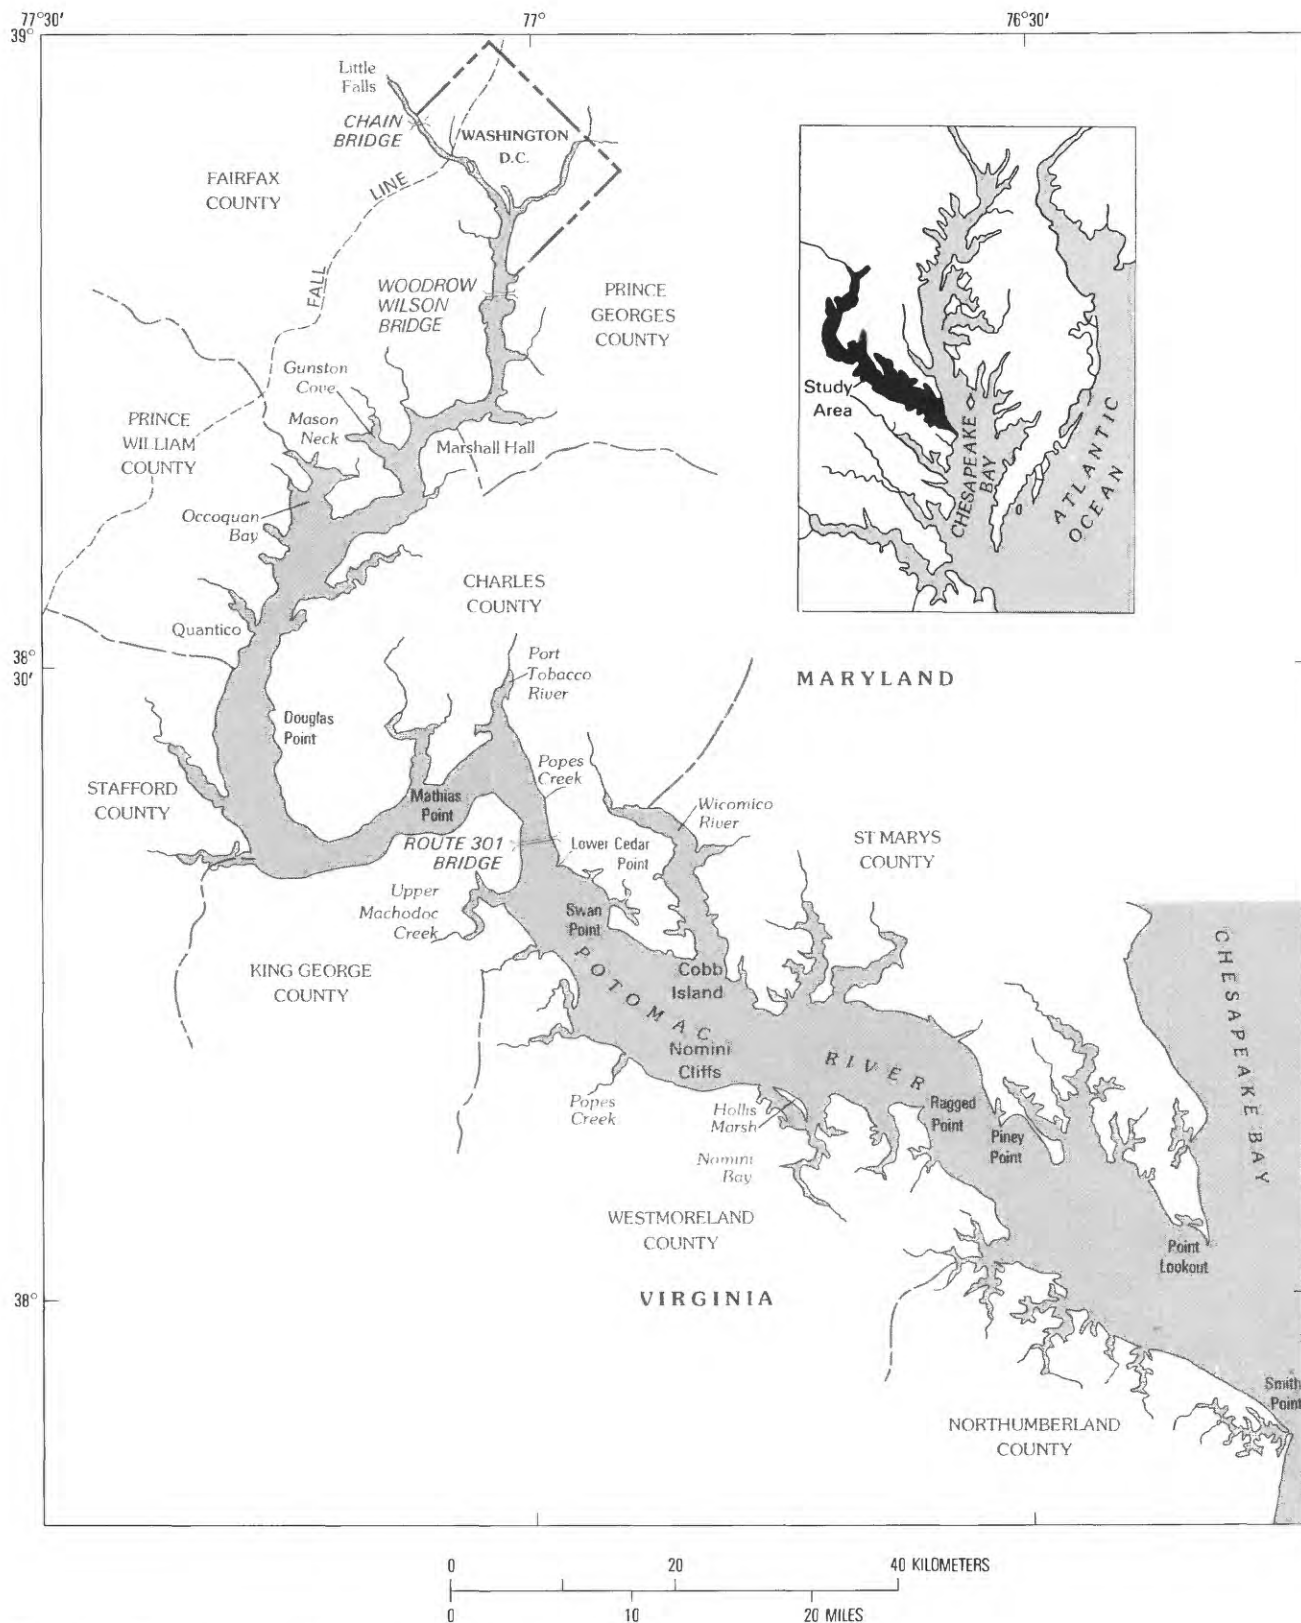 77°30'
77°
76°30'
39°
Little
Falls
CHAIN
BRIDGE
WASHINGTON
D.C.
FAIRFAX
COUNTY
FALL LINE
WOODROW
WILSON
BRIDGE
PRINCE
GEORGES
COUNTY
Gunston
Cove
Mason
Neck
PRINCE
WILLIAM
COUNTY
Marshall Hall
Occoquan
Bay
Study
Area
CHESAPEAKE
BAY
ATLANTIC
OCEAN
CHARLES
COUNTY
Quantico
38°
30'
Port
Tobacco
River
MARYLAND
Douglas
Point
STAFFORD
COUNTY
Mathias
Point
Popes
Creek
Wicomico
River
ROUTE 301
BRIDGE
Lower Cedar
Point
ST MARYS
COUNTY
Upper
Machodoc
Creek
Swan
Point
KING GEORGE
COUNTY
Cobb
Island
POTOMAC RIVER
CHESAPEAKE BAY
Nomini
Cliffs
Popes
Creek
Hollis
Marsh
Ragged
Point
Piney
Point
Nomini
Bay
WESTMORELAND
COUNTY
Point
Lookout
38°
VIRGINIA
Smith
Point
NORTHUMBERLAND
COUNTY
0 20 40 KILOMETERS
0 10 20 MILES